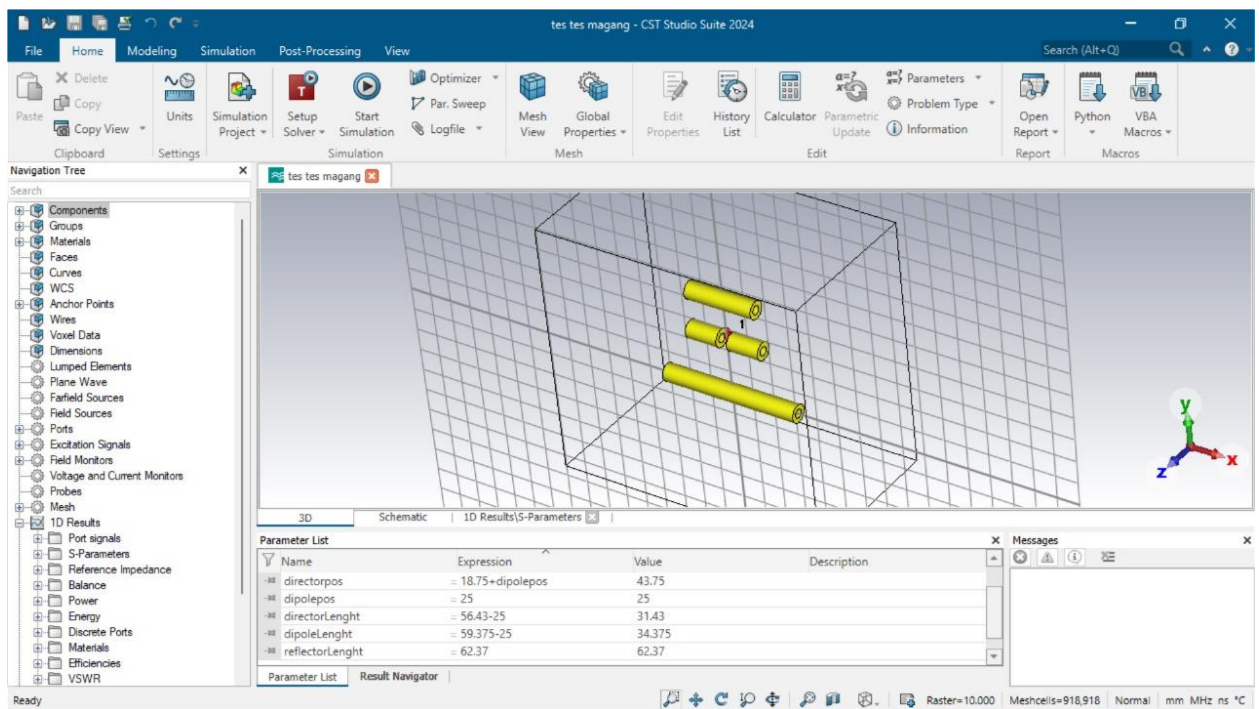 tes tes magang - CST Studio Suite 2024
File Home Modeling Simulation Post-Processing View Search (Alt+Q)
Paste
Delete
Copy
Copy View
Clipboard
Units
Settings
Simulation Project
Setup Solver
Start Simulation
Optimizer
Par. Sweep
Logfile
Simulation
Mesh View
Global Properties
Mesh
Edit Properties
History List
Calculator
Parametric Update
Parameters
Problem Type
Information
Edit
Open Report
Report
Python
VBA Macros
Macros
Navigation Tree
Search
Components
Groups
Materials
Faces
Curves
WCS
Anchor Points
Wires
Voxel Data
Dimensions
Lumped Elements
Plane Wave
Farfield Sources
Field Sources
Ports
Excitation Signals
Field Monitors
Voltage and Current Monitors
Probes
Mesh
1D Results
Port signals
S-Parameters
Reference Impedance
Balance
Power
Energy
Discrete Ports
Materials
Efficiencies
VSWR
tes tes magang
1
y
x
z
3D Schematic 1D Results\S-Parameters
Parameter List
Name Expression Value Description
directorpos = 18.75+dipolepos 43.75
dipolepos = 25 25
directorLenght = 56.43-25 31.43
dipoleLenght = 59.375-25 34.375
reflectorLenght = 62.37 62.37
Parameter List Result Navigator
Messages
Ready Raster=10.000 Meshcells=918,918 Normal mm MHz ns °C